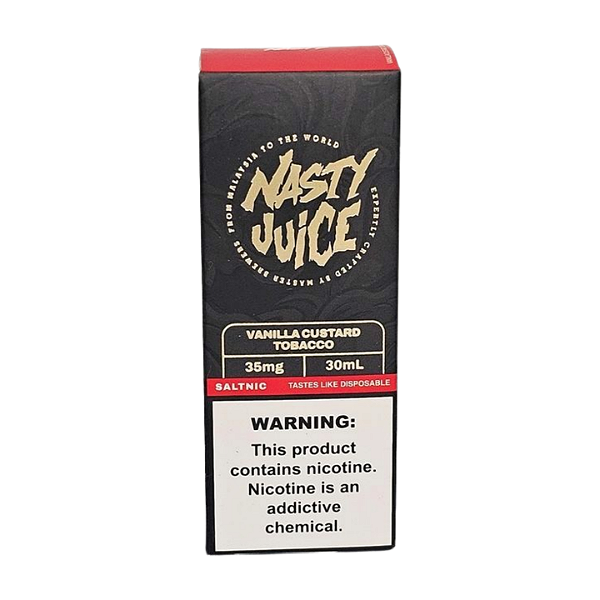 FROM MALAYSIA TO THE WORLD
NASTY
JUICE
EXPERTLY CRAFTED BY MASTER BREWERS
VANILLA CUSTARD
TOBACCO
35mg 30mL
SALTNIC TASTES LIKE DISPOSABLE
WARNING:
This product
contains nicotine.
Nicotine is an
addictive
chemical.